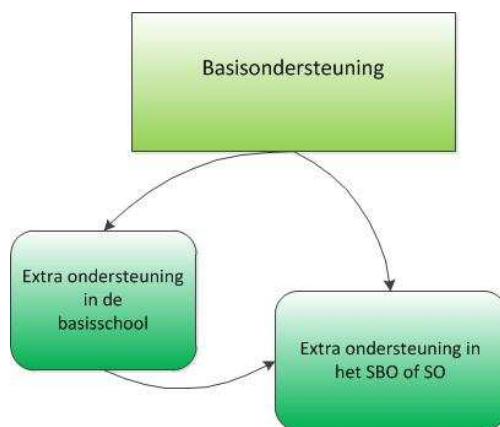 Basisondersteuning
Extra ondersteuning
in de
basisschool
Extra ondersteuning in
het SBO of SO